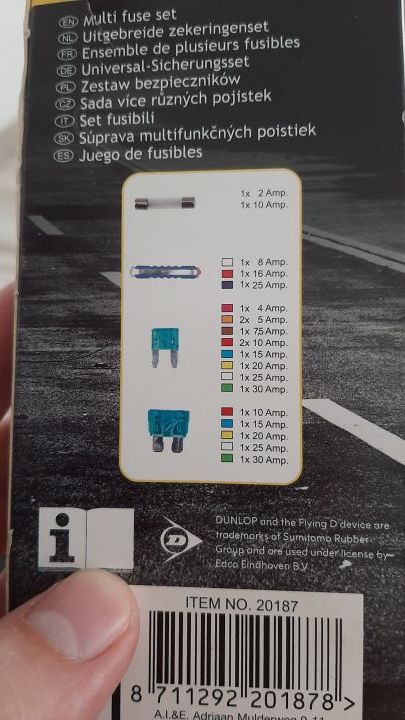 EN Multi fuse set
NL Uitgebreide zekeringenset
FR Ensemble de plusieurs fusibles
DE Universal-Sicherungsset
PL Zestaw bezpieczników
CZ Sada více různých pojistek
IT Set fusibili
SK Súprava multifunkčných poistiek
ES Juego de fusibles
1x 2 Amp.
1x 10 Amp.
1x 8 Amp.
1x 16 Amp.
1x 25 Amp.
1x 4 Amp.
2x 5 Amp.
1x 7,5 Amp.
2x 10 Amp.
1x 15 Amp.
1x 20 Amp.
1x 25 Amp.
1x 30 Amp.
1x 10 Amp.
1x 15 Amp.
1x 20 Amp.
1x 25 Amp.
1x 30 Amp.
i
D
DUNLOP and the Flying D device are
trademarks of Sumitomo Rubber
Group and are used under license by
Edco Eindhoven B.V.
ITEM NO. 20187
8 711292 201878 >
A.I.&E. Adriaan Mulderweg 9-11